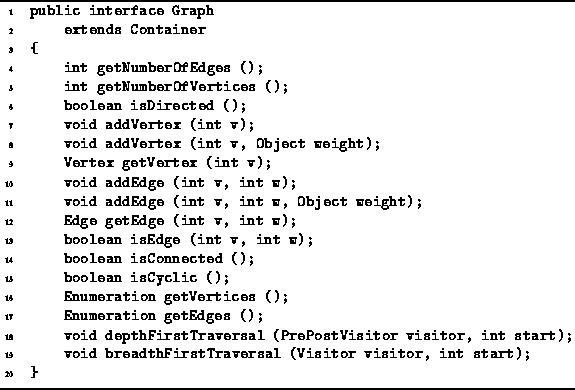 1 public interface Graph
2 extends Container
3 {
4 int getNumberOfEdges ();
5 int getNumberOfVertices ();
6 boolean isDirected ();
7 void addVertex (int v);
8 void addVertex (int v, Object weight);
9 Vertex getVertex (int v);
10 void addEdge (int v, int w);
11 void addEdge (int v, int w, Object weight);
12 Edge getEdge (int v, int w);
13 boolean isEdge (int v, int w);
14 boolean isConnected ();
15 boolean isCyclic ();
16 Enumeration getVertices ();
17 Enumeration getEdges ();
18 void depthFirstTraversal (PrePostVisitor visitor, int start);
19 void breadthFirstTraversal (Visitor visitor, int start);
20 }